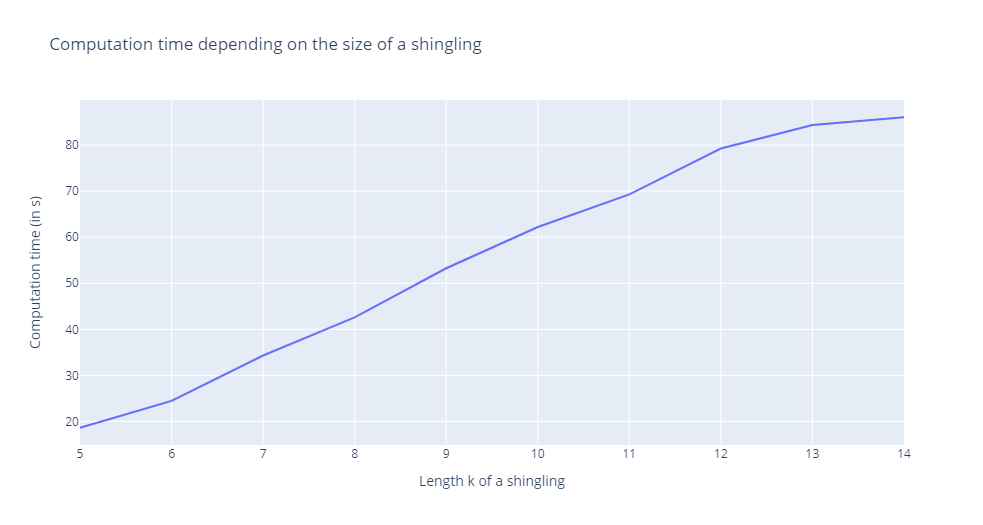 Computation time depending on the size of a shingling
80
70
60
50
40
30
20
Computation time (in s)
5 6 7 8 9 10 11 12 13 14
Length k of a shingling